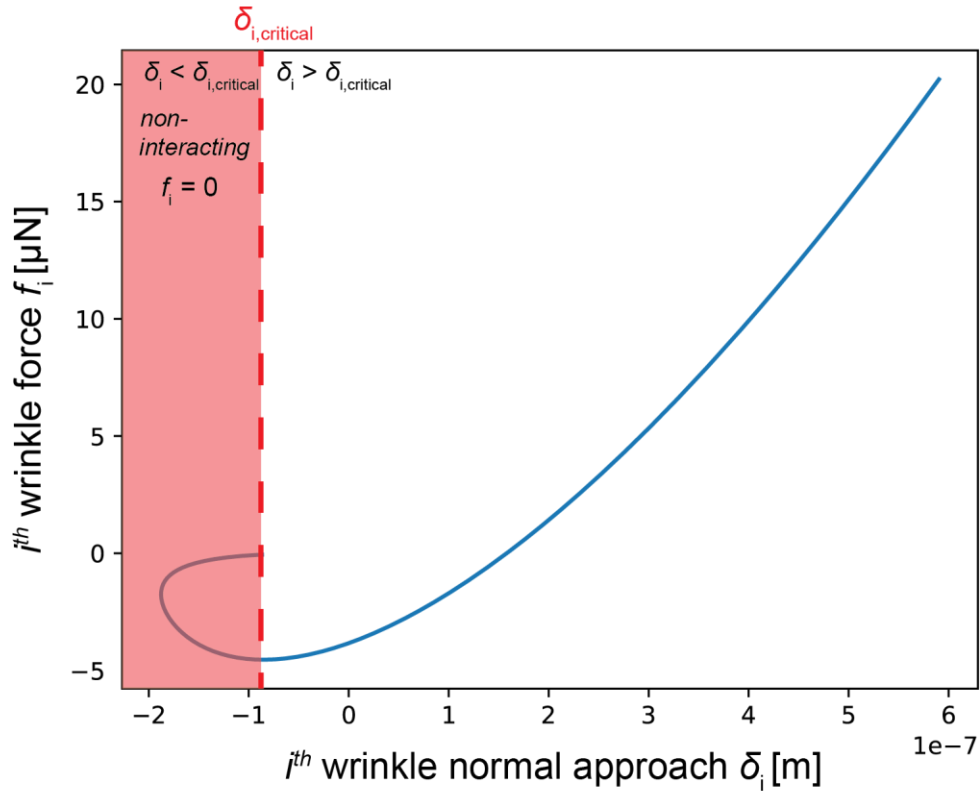 δi,critical
δi < δi,critical δi > δi,critical
non-
interacting
fi = 0
20
15
10
5
0
−5
ith wrinkle force fi [µN]
−2 −1 0 1 2 3 4 5 6
1e−7
ith wrinkle normal approach δi [m]